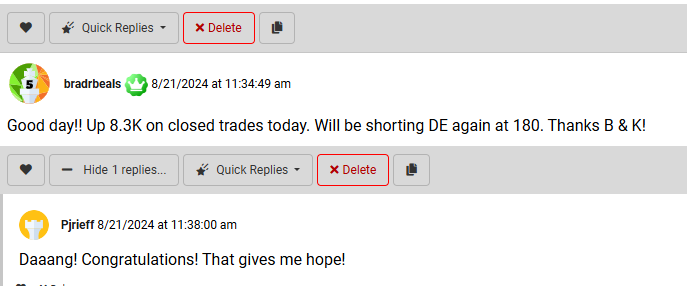 Quick Replies
Delete
5
bradrbeals 8/21/2024 at 11:34:49 am
Good day!! Up 8.3K on closed trades today. Will be shorting DE again at 180. Thanks B & K!
Hide 1 replies... Quick Replies Delete
Pjrieff 8/21/2024 at 11:38:00 am
Daaang! Congratulations! That gives me hope!